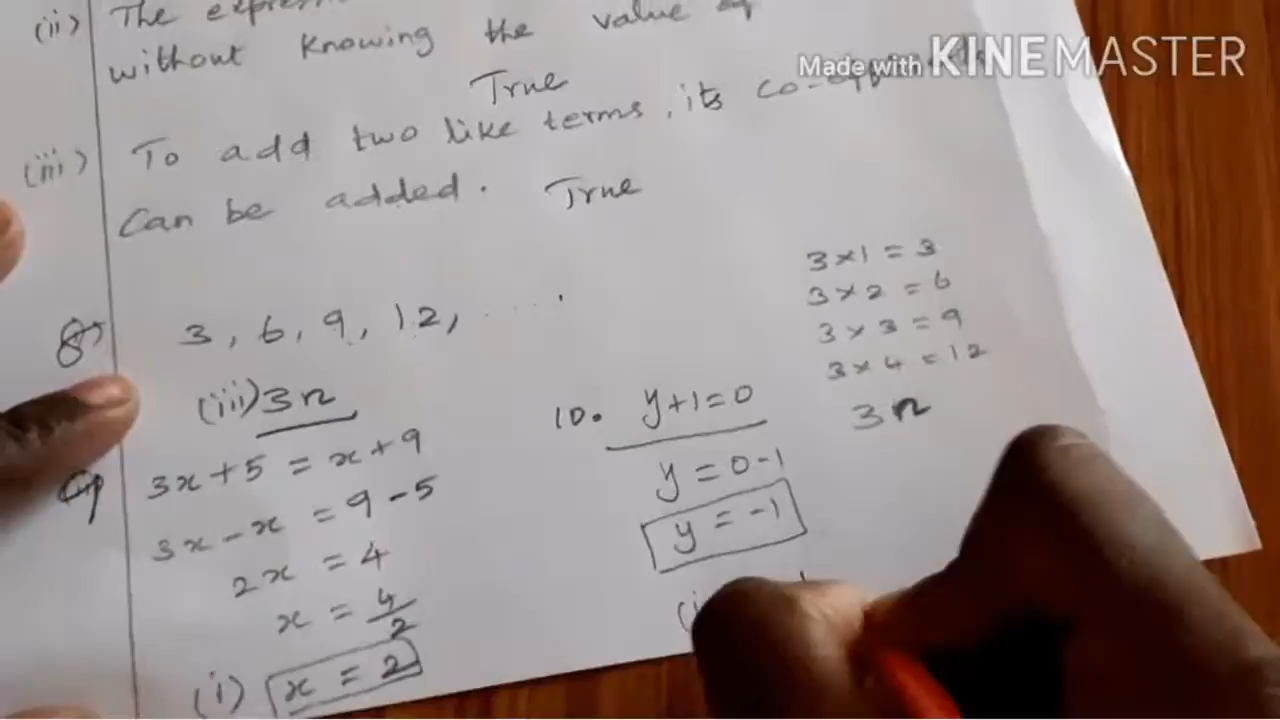 (ii) The
without knowing the value of
True
(iii) To add two like terms, its
Can be added. True
Made with KINEMASTER
8) 3, 6, 9, 12, ......
(iii) 3n
9) 3x+5 = x+9
3x-x = 9-5
2x = 4
x = 4/2
(i) x = 2
10. y+1=0
y = 0-1
y = -1
3×1 = 3
3×2 = 6
3×3 = 9
3×4 = 12
3n